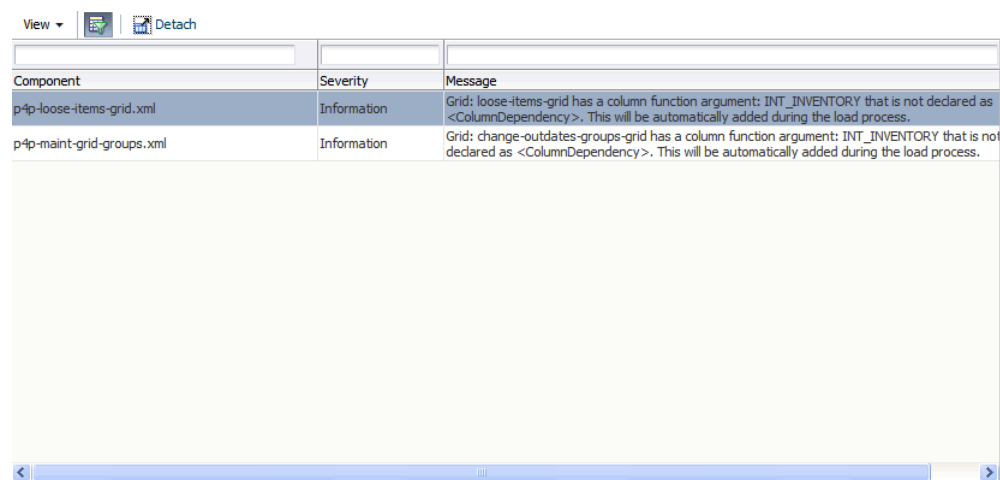 View Detach
Component Severity Message
p4p-loose-items-grid.xml Information Grid: loose-items-grid has a column function argument: INT_INVENTORY that is not declared as
<ColumnDependency>. This will be automatically added during the load process.
p4p-maint-grid-groups.xml Information Grid: change-outdates-groups-grid has a column function argument: INT_INVENTORY that is not
declared as <ColumnDependency>. This will be automatically added during the load process.